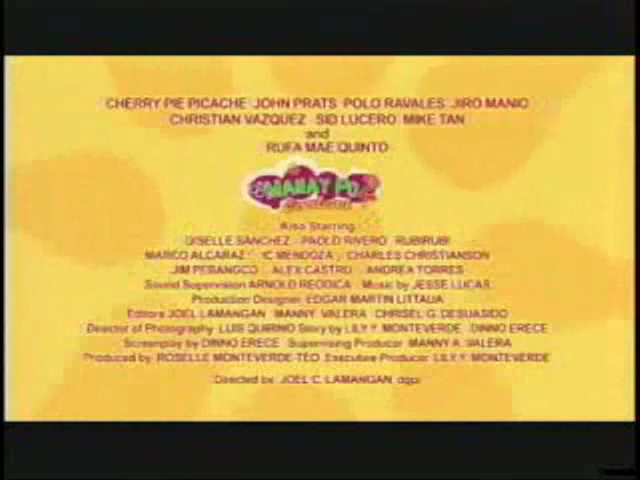 CHERRY PIE PICACHE JOHN PRATS POLO RAVALES JIRO MANIO
CHRISTIAN VAZQUEZ SID LUCERO MIKE TAN
and
RUFA MAE QUINTO
MANAY PO 2
Also Starring
GISELLE SANCHEZ PAOLO RIVERO RUBIRUBI
MARCO ALCARAZ IC MENDOZA CHARLES CHRISTIANSON
JIM PEBANGCO ALEX CASTRO ANDREA TORRES
Sound Supervision ARNOLD REODICA Music by JESSE LUCAS
Production Designer EDGAR MARTIN LITTAUA
Editors JOEL LAMANGAN MANNY VALERA CHRISEL G. DESUASIDO
Director of Photography LUIS QUIRINO Story by LILY Y. MONTEVERDE DINNO ERECE
Screenplay by DINNO ERECE Supervising Producer MANNY A. VALERA
Produced by ROSELLE MONTEVERDE-TEO Executive Producer LILY Y. MONTEVERDE
Directed by JOEL C. LAMANGAN dgpi